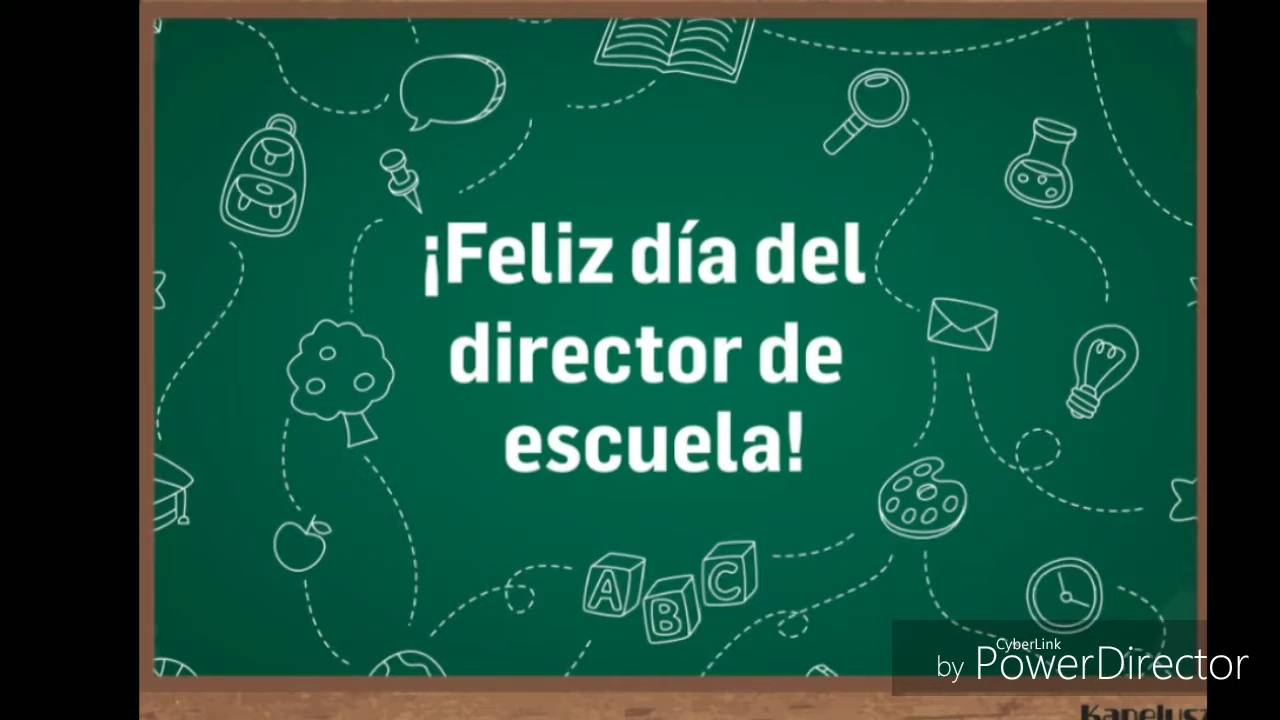 ¡Feliz día del
director de
escuela!
A
B
C
CyberLink
by PowerDirector